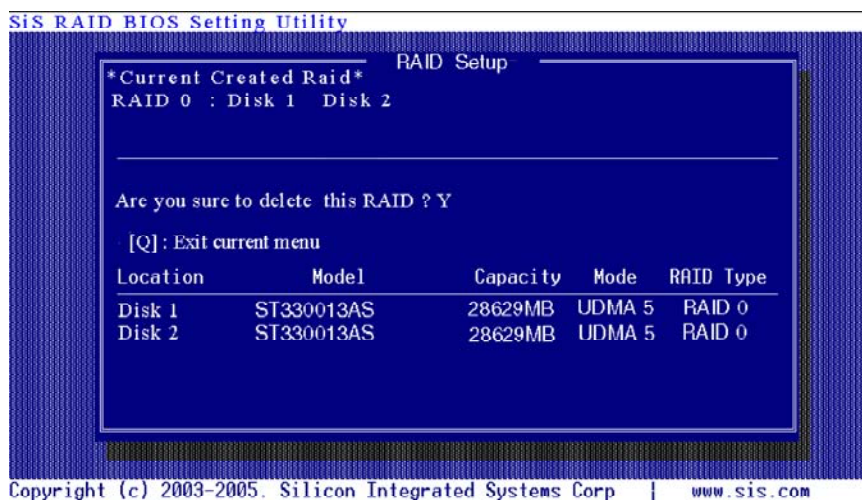 SiS RAID BIOS Setting Utility
RAID Setup
*Current Created Raid*
RAID 0 : Disk 1 Disk 2
Are you sure to delete this RAID ? Y
[Q] : Exit current menu
Location Model Capacity Mode RAID Type
Disk 1 ST330013AS 28629MB UDMA 5 RAID 0
Disk 2 ST330013AS 28629MB UDMA 5 RAID 0
Copyright (c) 2003-2005. Silicon Integrated Systems Corp | www.sis.com